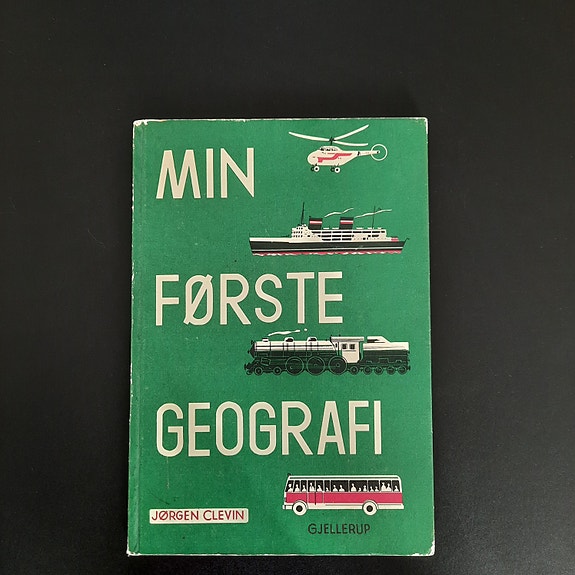 MIN
FØRSTE
GEOGRAFI
JØRGEN CLEVIN
GJELLERUP